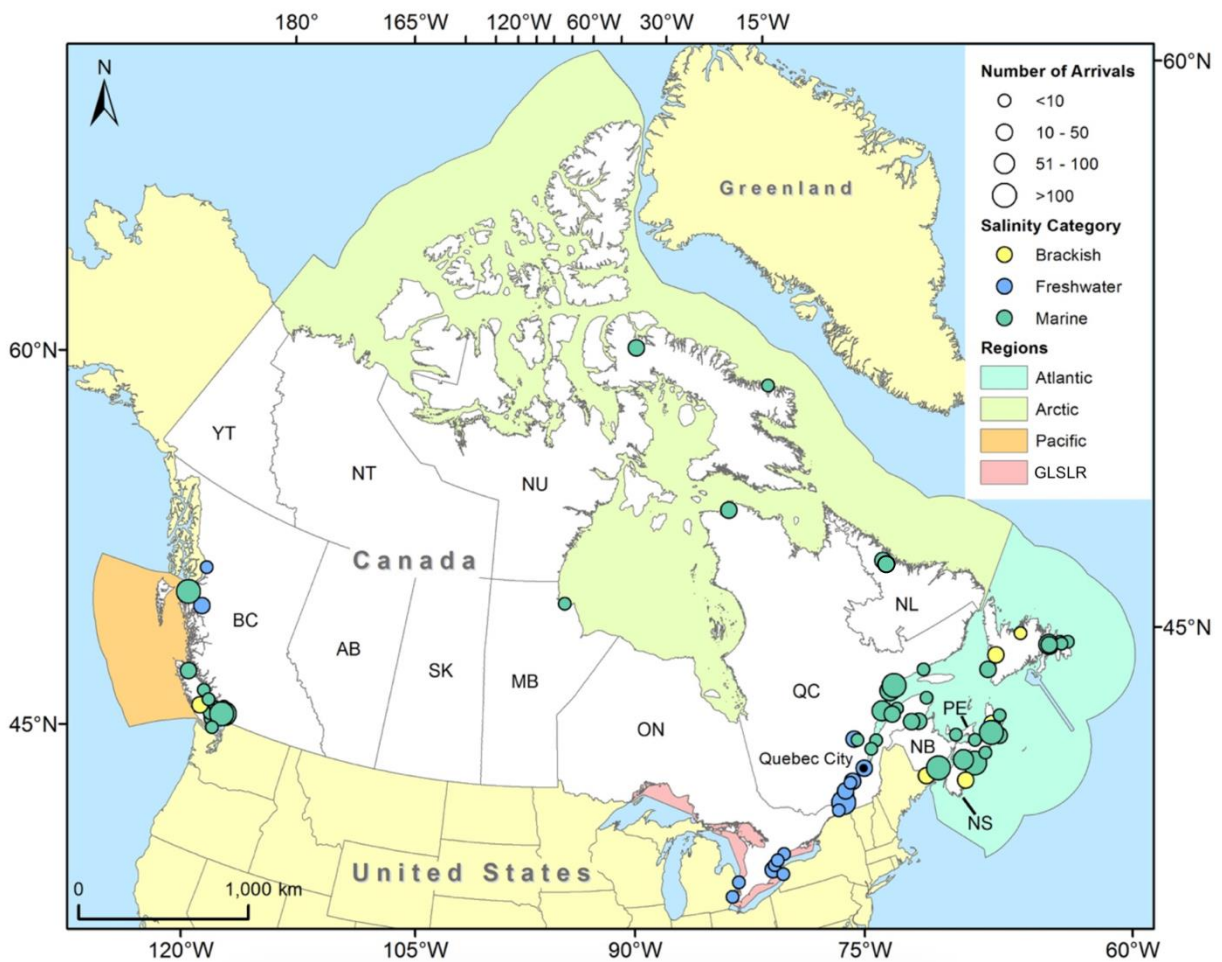 180° 165°W 120°W 60°W 30°W 15°W
N
60°N
Number of Arrivals
<10
10 - 50
51 - 100
>100
Salinity Category
Brackish
Freshwater
Marine
Regions
Atlantic
Arctic
Pacific
GLSLR
Greenland
60°N
YT
NT
NU
Canada
BC
AB
SK
MB
ON
QC
NL
45°N
45°N
PE
NB
Quebec City
NS
United States
0 1,000 km
120°W 105°W 90°W 75°W 60°W